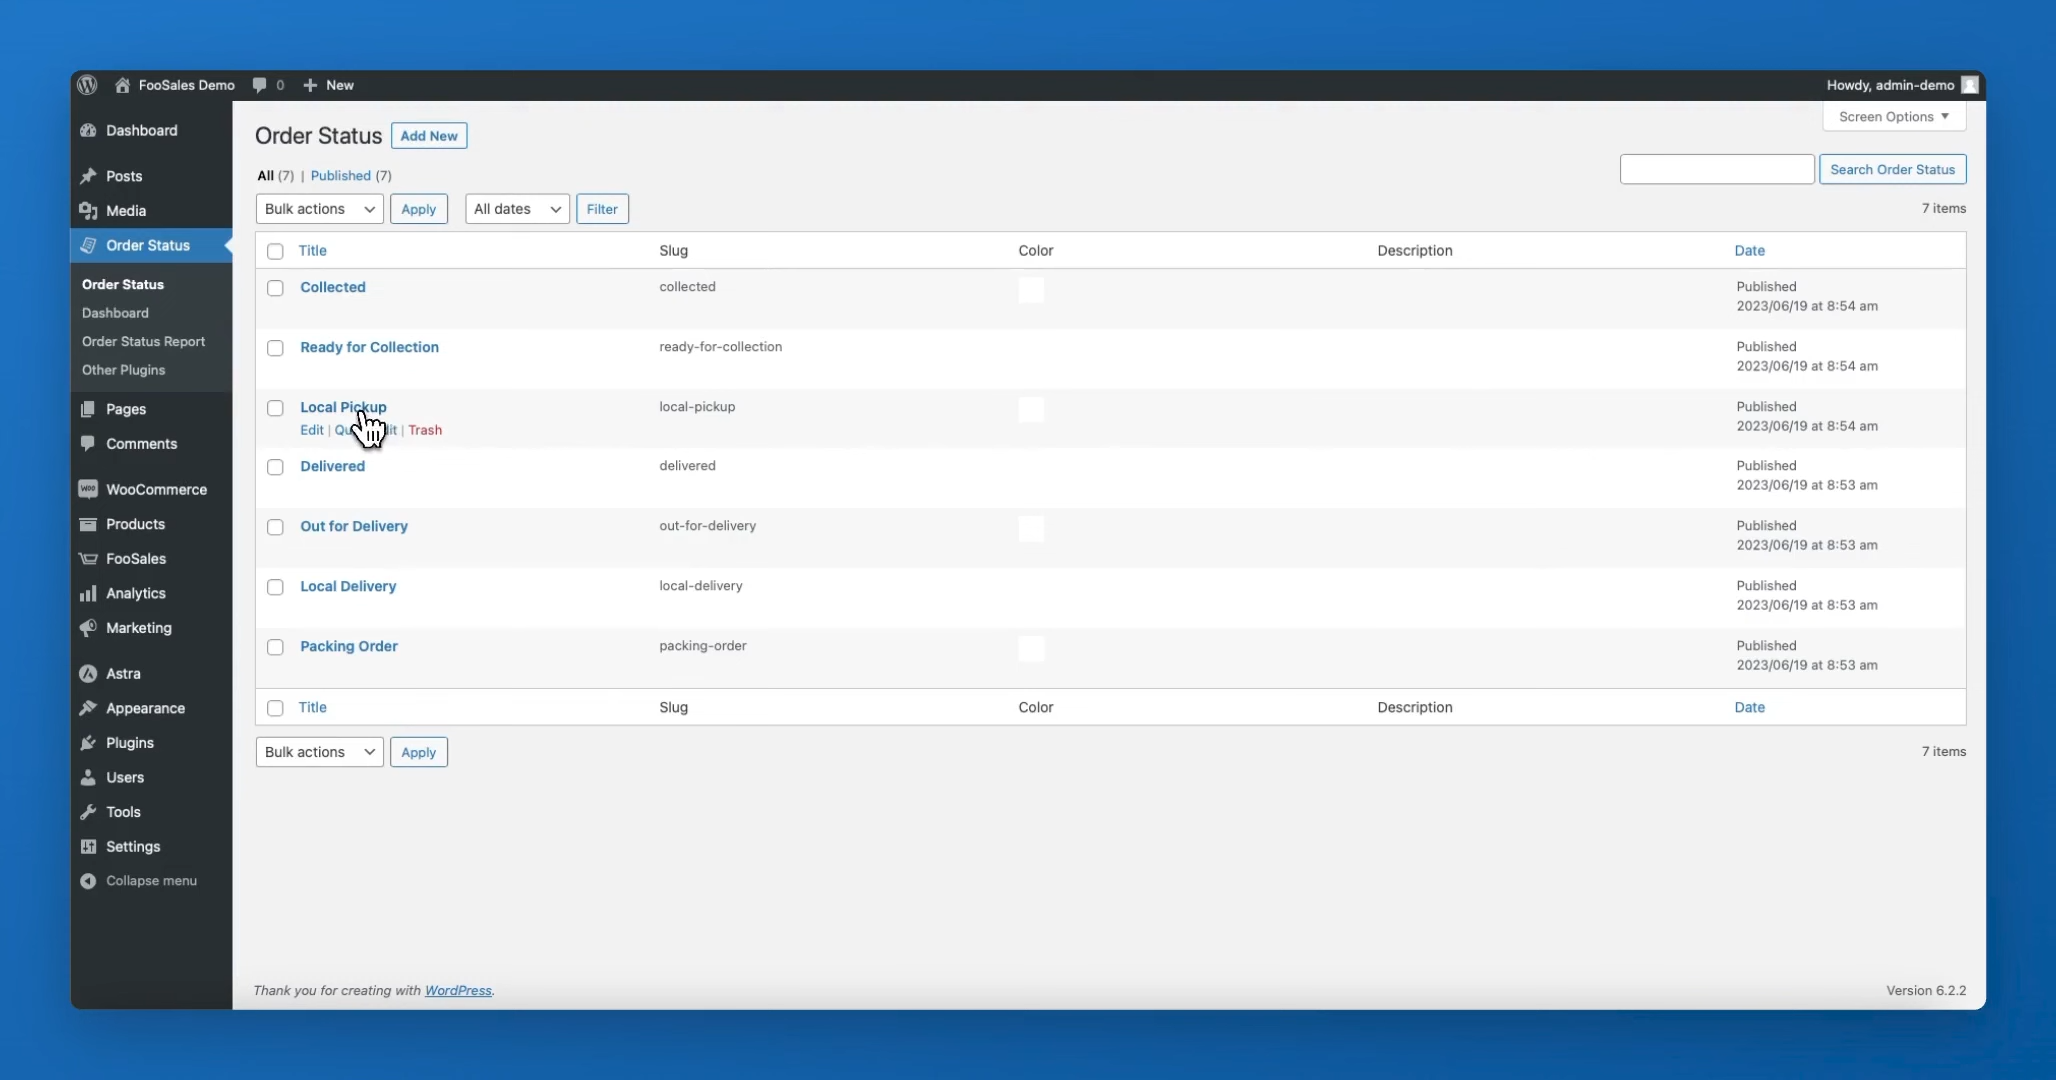 FooSales Demo 0 New Howdy, admin-demo
Screen Options
Dashboard
Posts
Media
Order Status
Order Status
Dashboard
Order Status Report
Other Plugins
Pages
Comments
WooCommerce
Products
FooSales
Analytics
Marketing
Astra
Appearance
Plugins
Users
Tools
Settings
Collapse menu
Order Status Add New
All (7) | Published (7)
Search Order Status
Bulk actions Apply All dates Filter 7 items
Title Slug Color Description Date
Collected collected Published
2023/06/19 at 8:54 am
Ready for Collection ready-for-collection Published
2023/06/19 at 8:54 am
Local Pickup local-pickup Published
Edit | | Trash 2023/06/19 at 8:54 am
Delivered delivered Published
2023/06/19 at 8:53 am
Out for Delivery out-for-delivery Published
2023/06/19 at 8:53 am
Local Delivery local-delivery Published
2023/06/19 at 8:53 am
Packing Order packing-order Published
2023/06/19 at 8:53 am
Title Slug Color Description Date
Bulk actions Apply 7 items
Thank you for creating with WordPress. Version 6.2.2